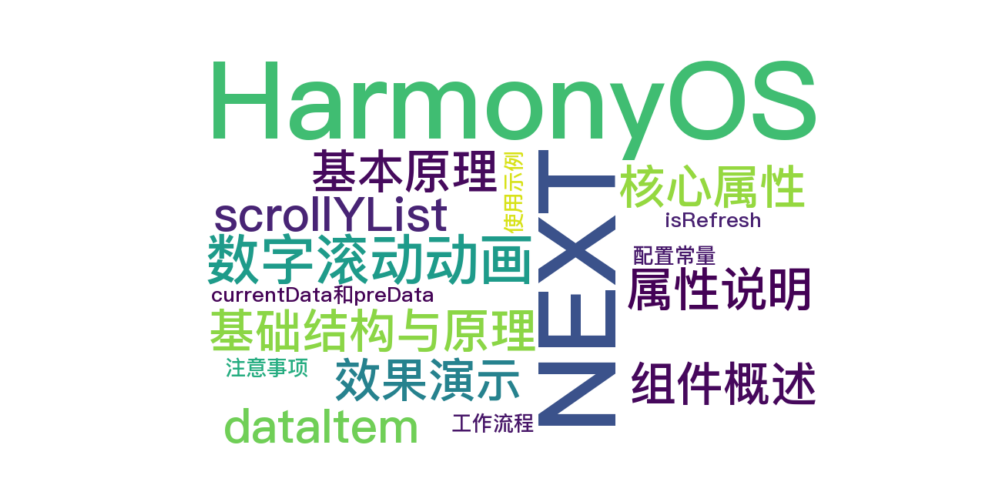 HarmonyOS
基本原理
使用示例
NEXT
核心属性
scrollYList
isRefresh
数字滚动动画
配置常量
属性说明
currentData和preData
基础结构与原理
注意事项
效果演示
组件概述
dataItem
工作流程